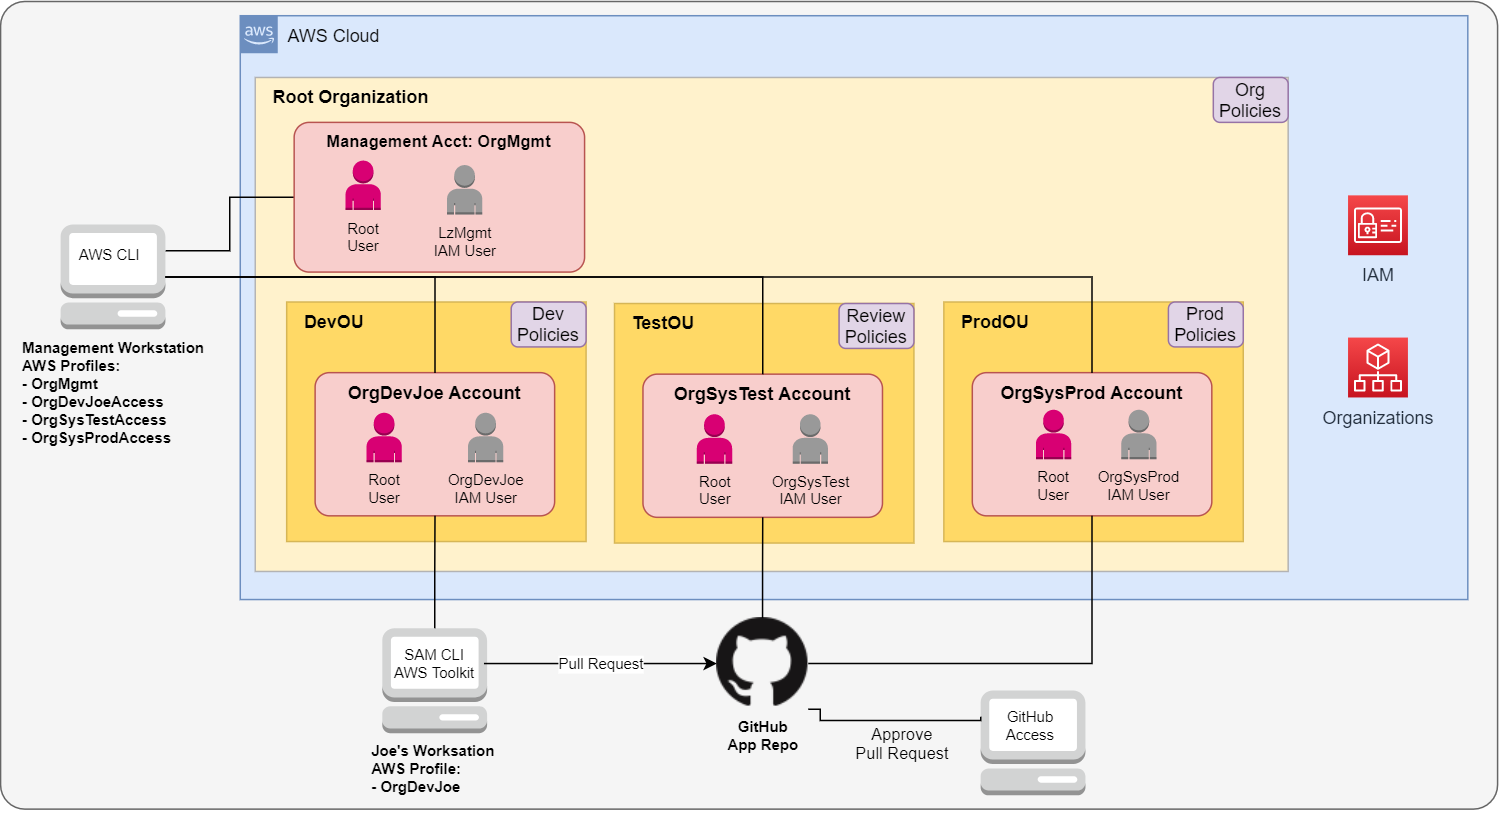 aws
AWS Cloud
Root Organization
Org
Policies
Management Acct: OrgMgmt
Root
User
LzMgmt
IAM User
AWS CLI
Management Workstation
AWS Profiles:
- OrgMgmt
- OrgDevJoeAccess
- OrgSysTestAccess
- OrgSysProdAccess
DevOU
Dev
Policies
OrgDevJoe Account
Root
User
OrgDevJoe
IAM User
TestOU
Review
Policies
OrgSysTest Account
Root
User
OrgSysTest
IAM User
ProdOU
Prod
Policies
OrgSysProd Account
Root
User
OrgSysProd
IAM User
IAM
Organizations
SAM CLI
AWS Toolkit
Joe's Worksation
AWS Profile:
- OrgDevJoe
Pull Request
GitHub
App Repo
Approve
Pull Request
GitHub
Access